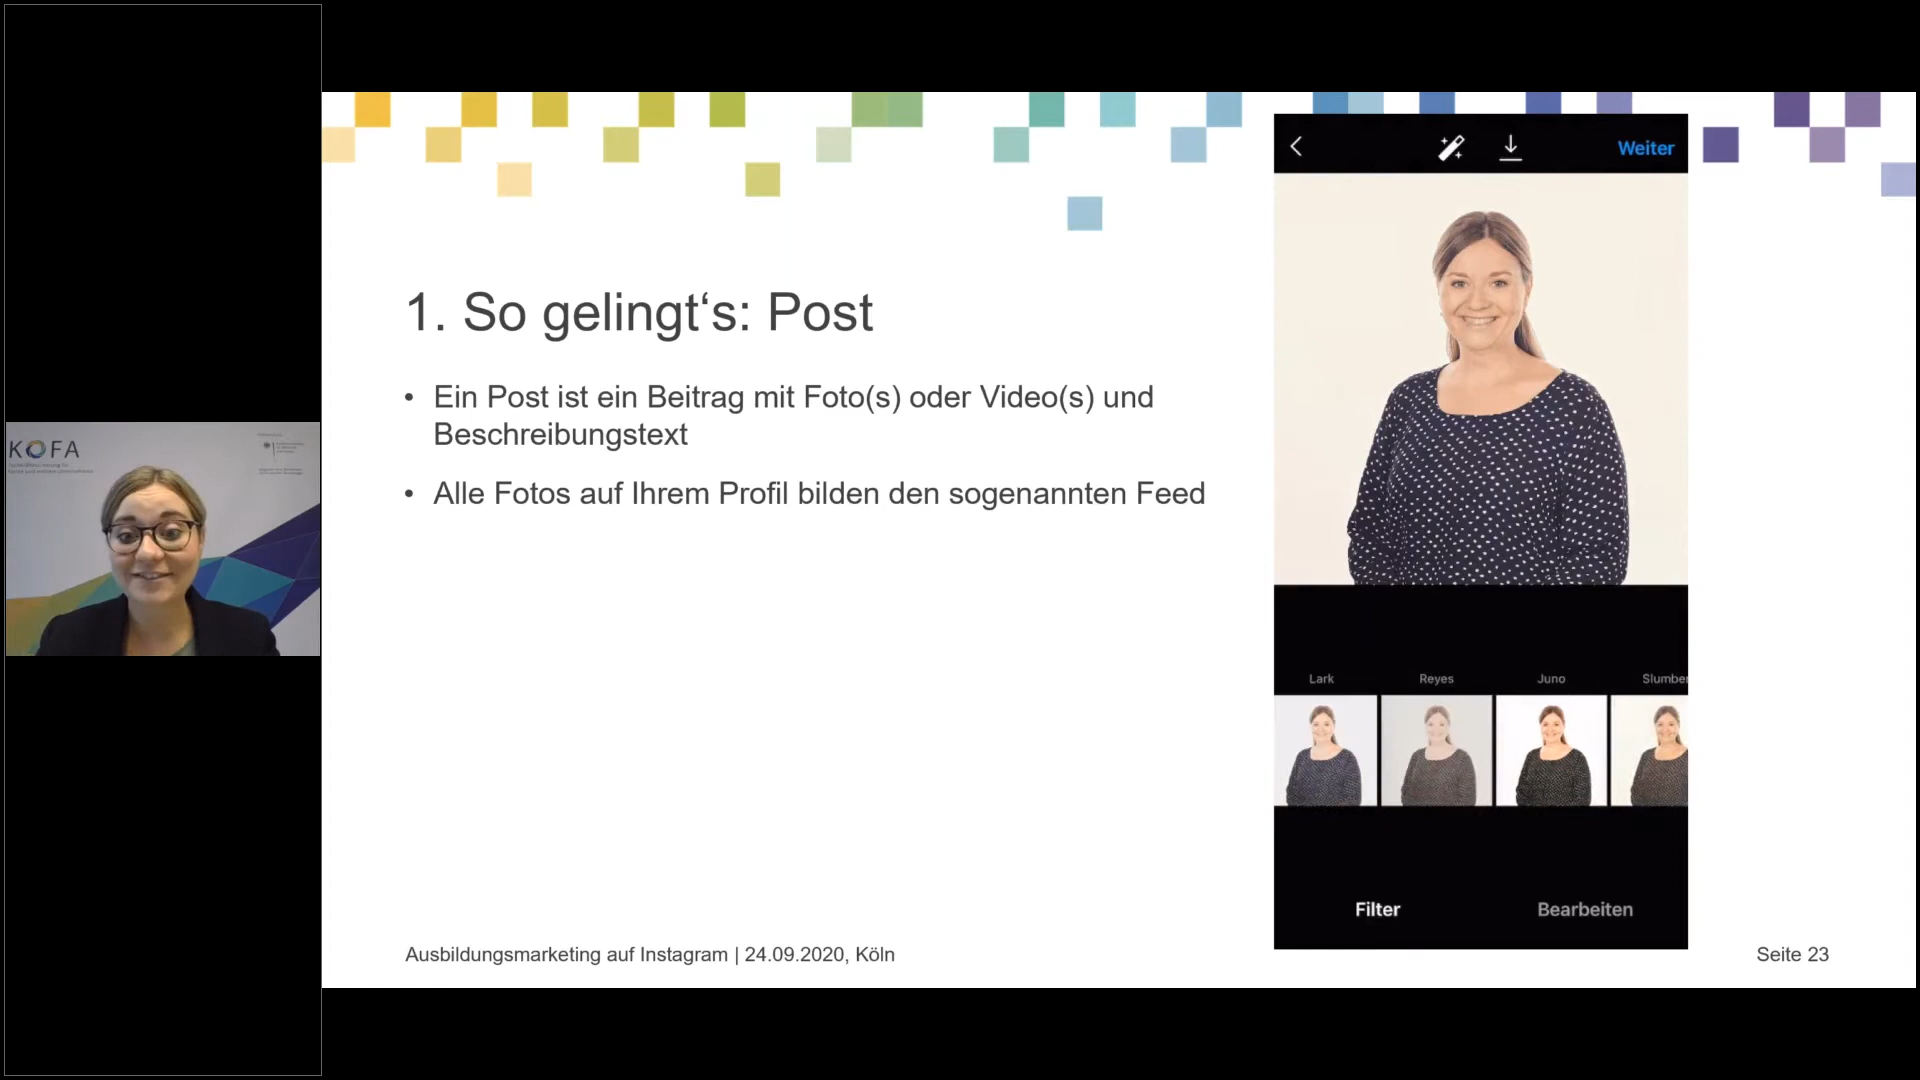 KOFA
1. So gelingt‘s: Post
• Ein Post ist ein Beitrag mit Foto(s) oder Video(s) und
Beschreibungstext
• Alle Fotos auf Ihrem Profil bilden den sogenannten Feed
Weiter
Lark Reyes Juno Slumber
Filter Bearbeiten
Ausbildungsmarketing auf Instagram | 24.09.2020, Köln
Seite 23